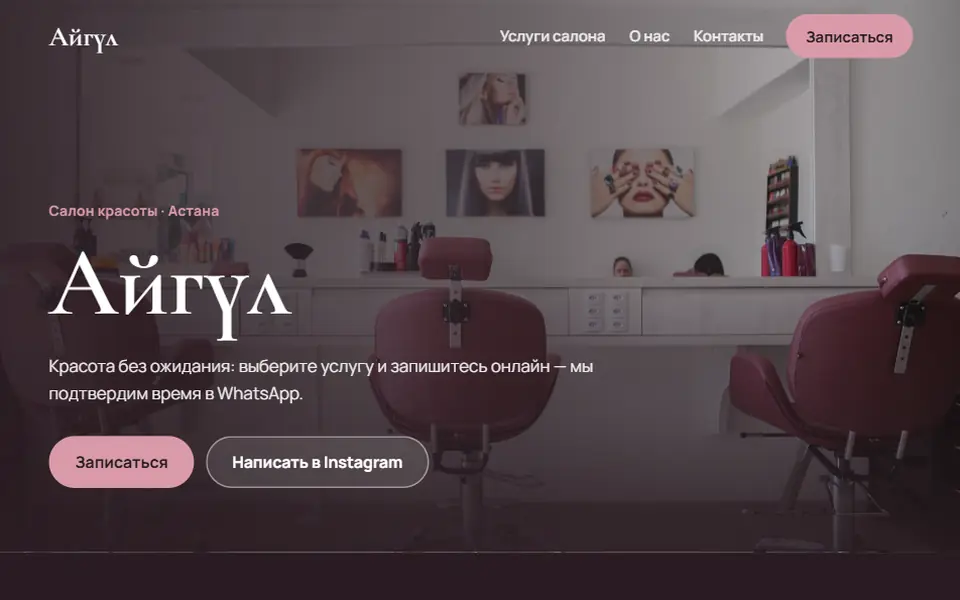 Айгүл
Услуги салона
О нас
Контакты
Записаться
Салон красоты · Астана
Айгүл
Красота без ожидания: выберите услугу и запишитесь онлайн — мы
подтвердим время в WhatsApp.
Записаться
Написать в Instagram